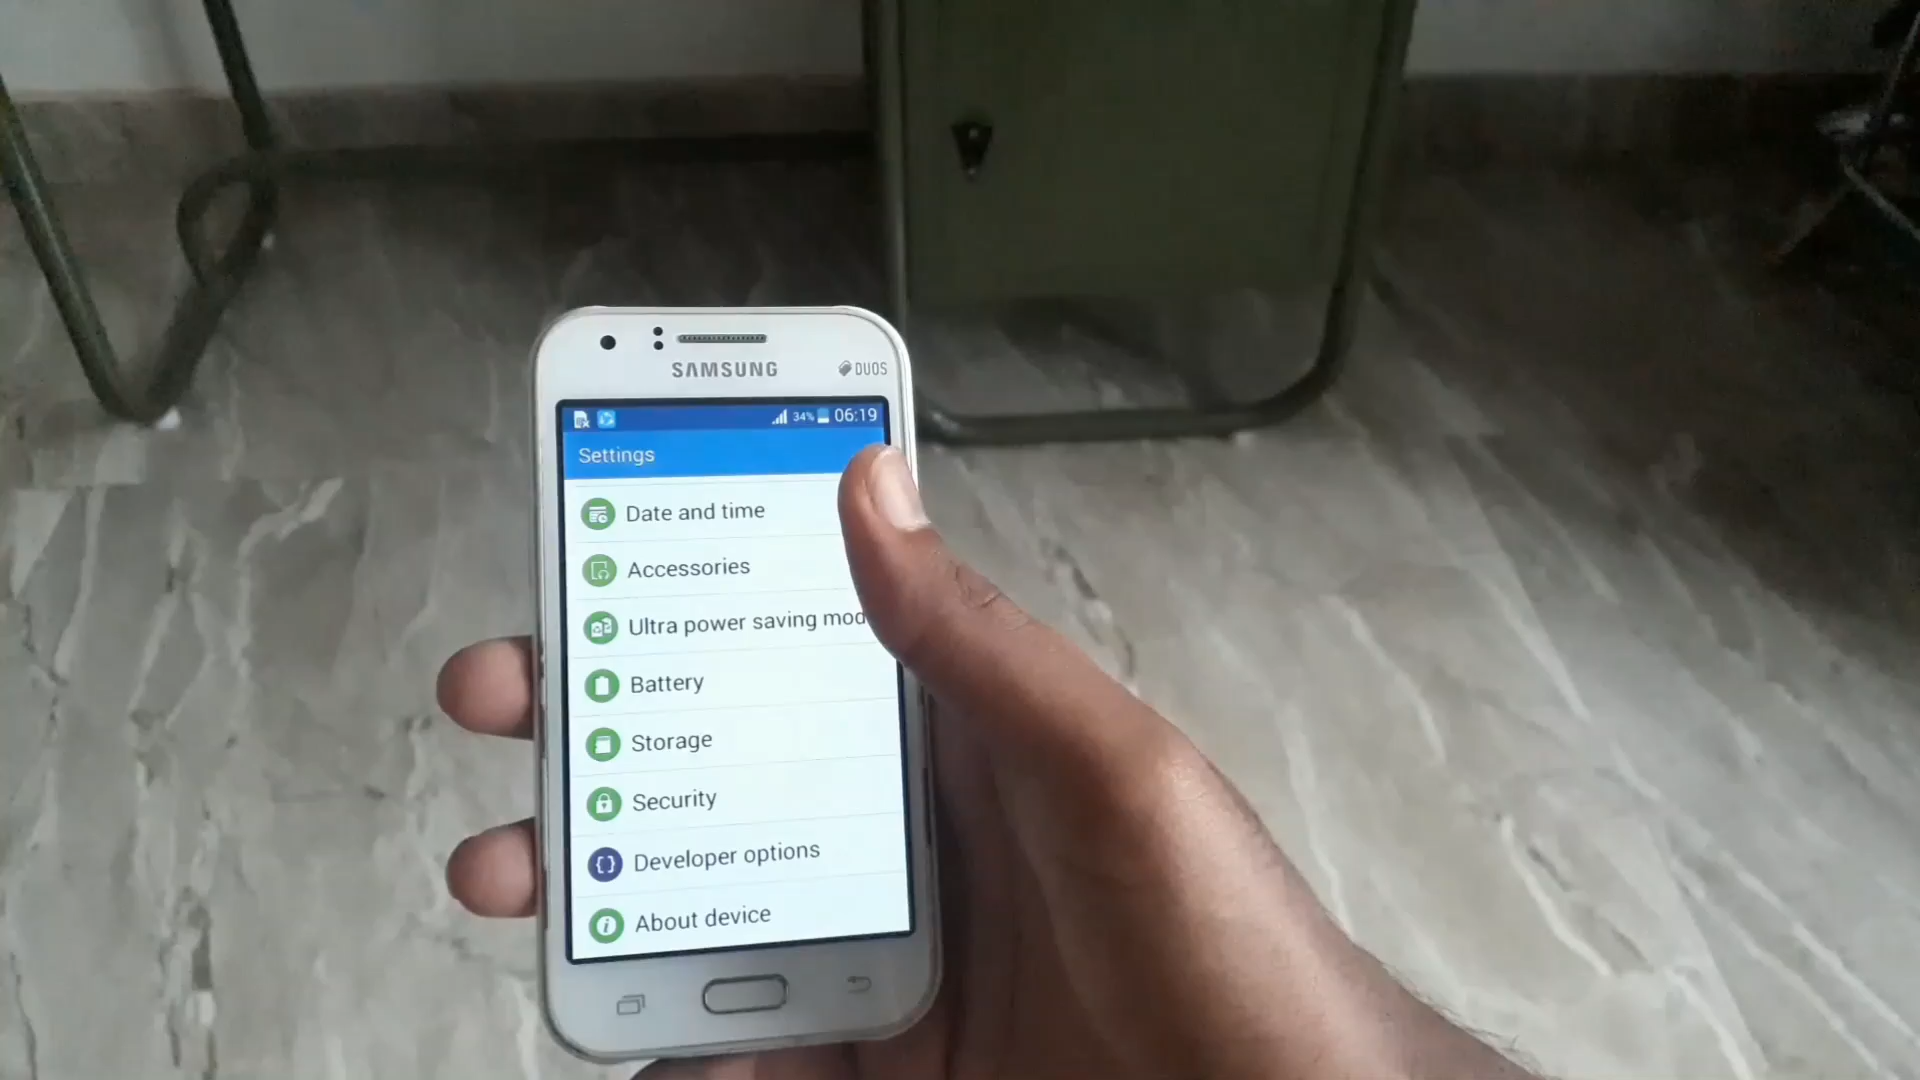 SAMSUNG
DUOS
34% 06:19
Settings
Date and time
Accessories
Ultra power saving mod
Battery
Storage
Security
Developer options
About device